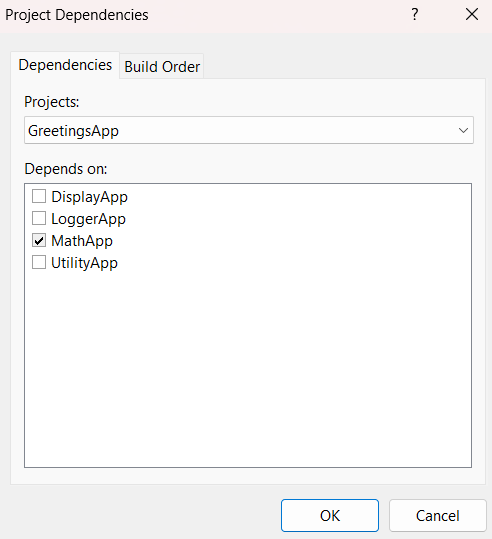 Project Dependencies ? ×
Dependencies Build Order
Projects:
GreetingsApp
Depends on:
DisplayApp
LoggerApp
MathApp
UtilityApp
OK Cancel